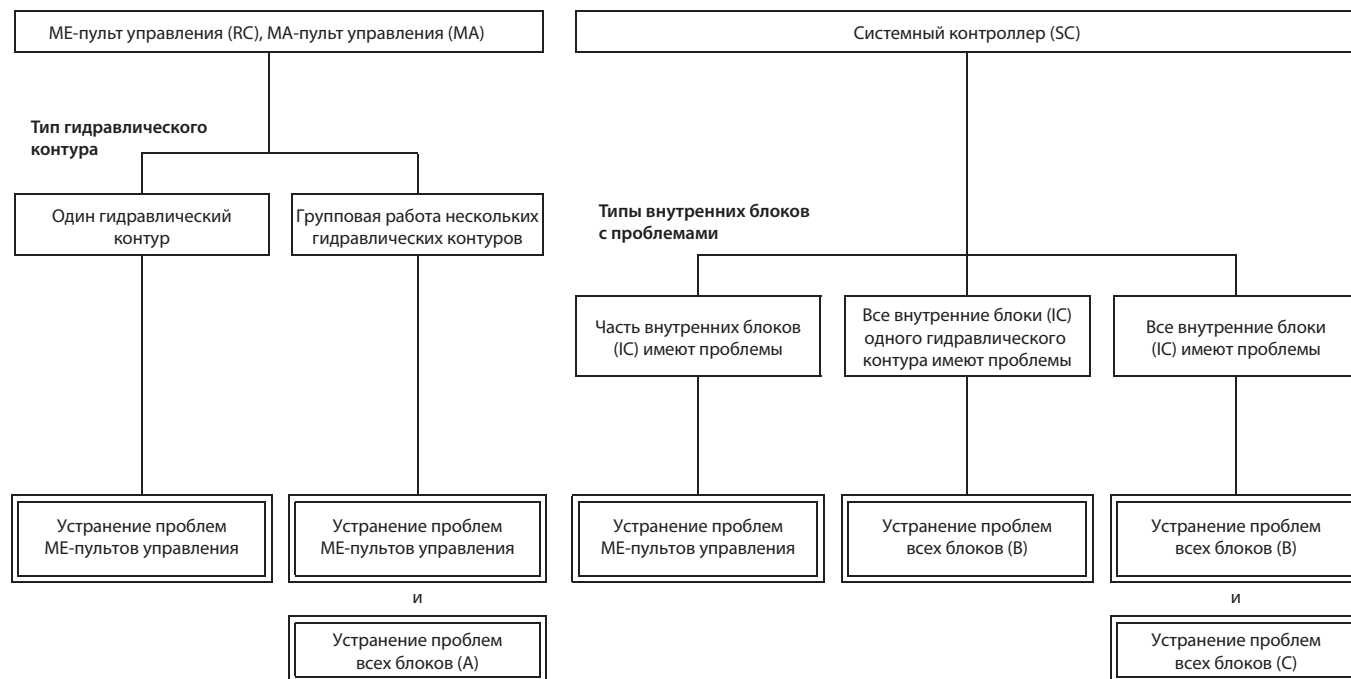 МЕ-пульт управления (RC), МА-пульт управления (МА)
Системный контроллер (SC)
Тип гидравлического
контура
Один гидравлический
контур
Групповая работа нескольких
гидравлических контуров
Типы внутренних блоков
с проблемами
Часть внутренних блоков
(IC) имеют проблемы
Все внутренние блоки (IC)
одного гидравлического
контура имеют проблемы
Все внутренние блоки
(IC) имеют проблемы
Устранение проблем
МЕ-пультов управления
Устранение проблем
МЕ-пультов управления
и
Устранение проблем
всех блоков (А)
Устранение проблем
МЕ-пультов управления
Устранение проблем
всех блоков (В)
Устранение проблем
всех блоков (В)
и
Устранение проблем
всех блоков (С)